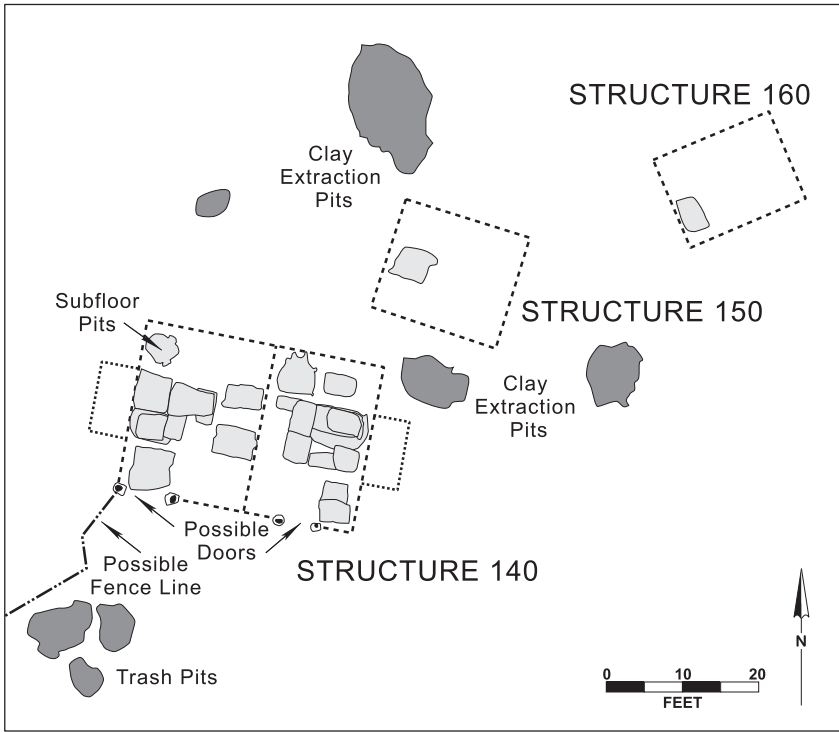 STRUCTURE 160
Clay
Extraction
Pits
Subfloor
Pits
STRUCTURE 150
Clay
Extraction
Pits
Possible
Doors
Possible
Fence Line
STRUCTURE 140
Trash Pits
N
0 10 20
FEET